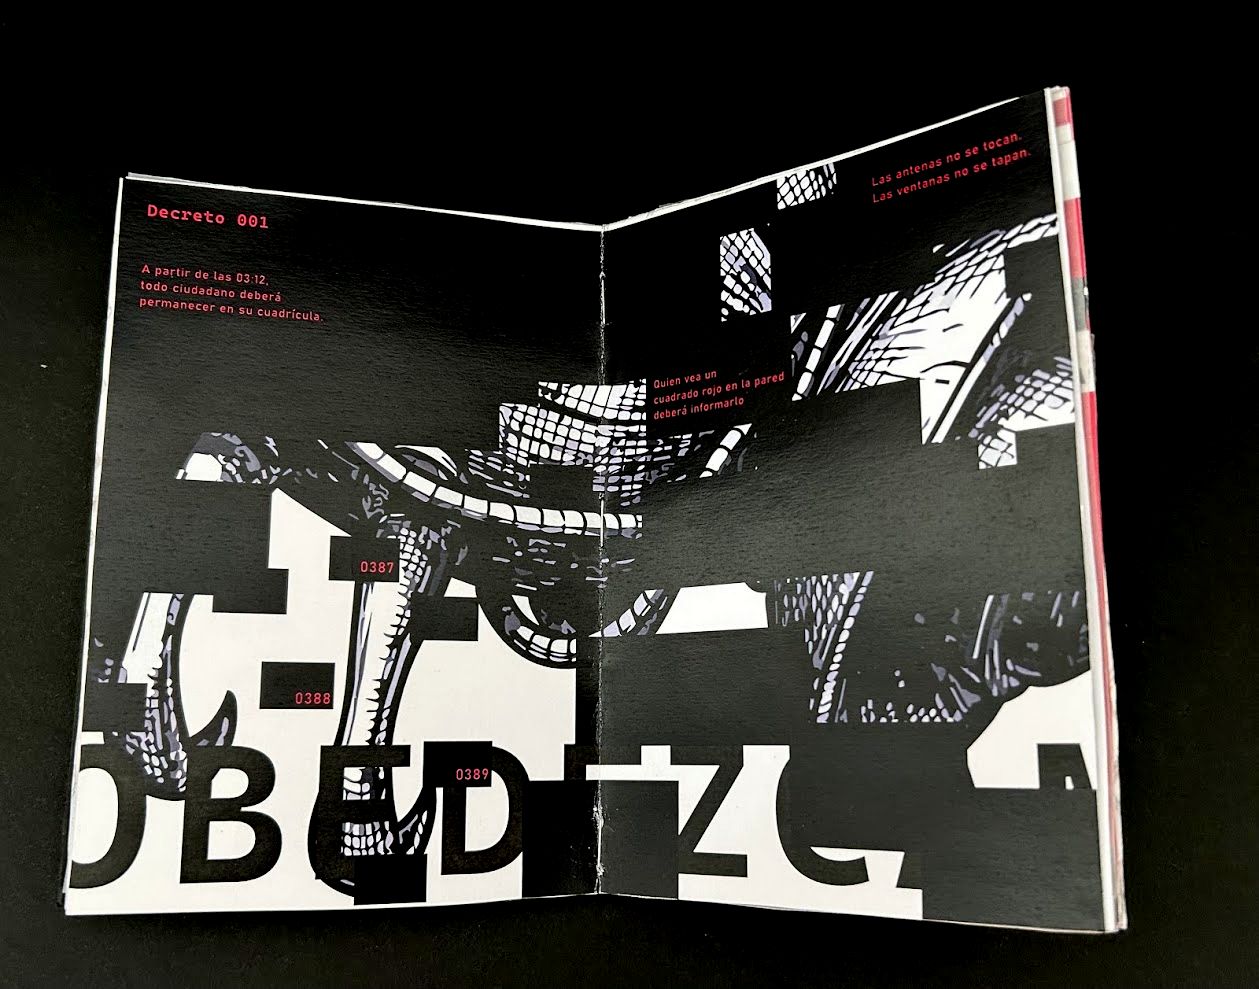 Decreto 001
A partir de las 03:12,
todo ciudadano deberá
permanecer en su cuadrícula.
Las antenas no se tocan.
Las ventanas no se tapan.
Quien vea un
cuadrado rojo en la pared
deberá informarlo
0387
0388
0389
OBEDEZCA